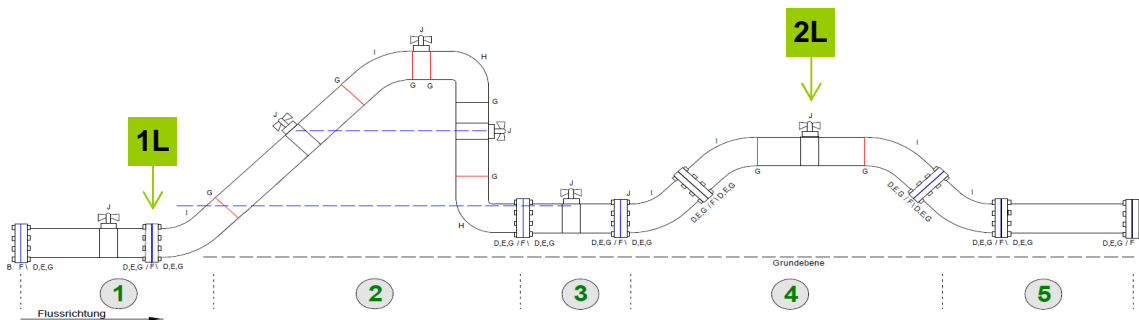 J
I
H
2L
G
G
G
J
1L
G
J
J
I
I
G
G
G
D,E,G / F \ D,E,G
D,E,G / F \ D,E,G
G
J
I
J
J
I
I
H
B F \ D,E,G
D,E,G / F \ D,E,G
D,E,G / F \ D,E,G
D,E,G / F \ D,E,G
D,E,G / F \ D,E,G
D,E,G / F
Grundebene
1
2
3
4
5
Flussrichtung